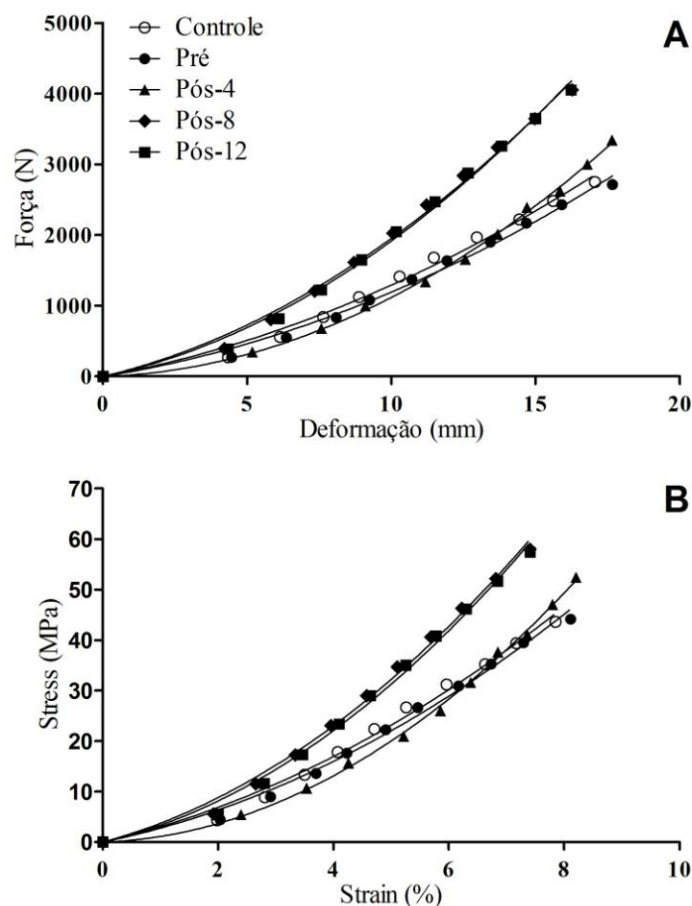 A
Controle
Pré
Pós-4
Pós-8
Pós-12
Força (N)
5000
4000
3000
2000
1000
0
0 5 10 15 20
Deformação (mm)
B
Stress (MPa)
70
60
50
40
30
20
10
0
0 2 4 6 8 10
Strain (%)